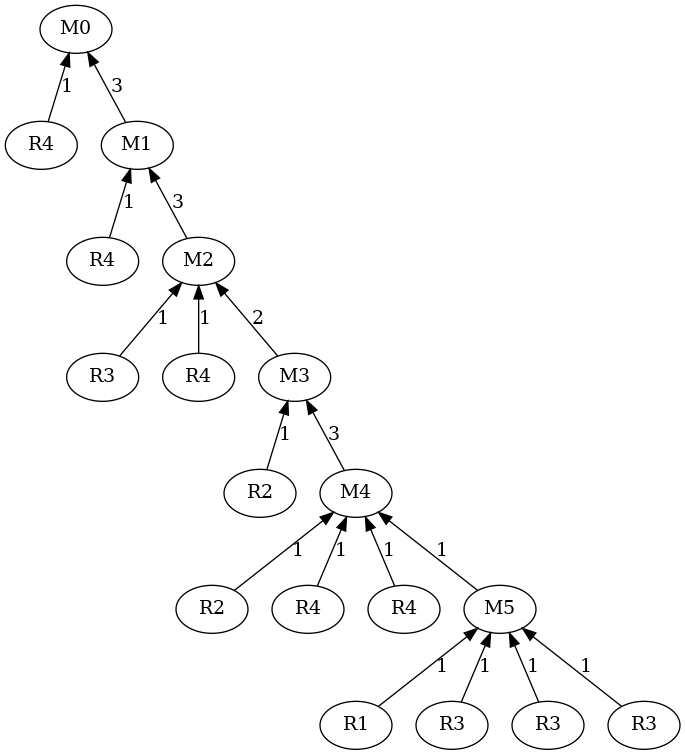 M0
1 3
R4 M1
1 3
R4 M2
1 1 2
R3 R4 M3
1 3
R2 M4
1 1 1 1
R2 R4 R4 M5
1 1 1 1
R1 R3 R3 R3